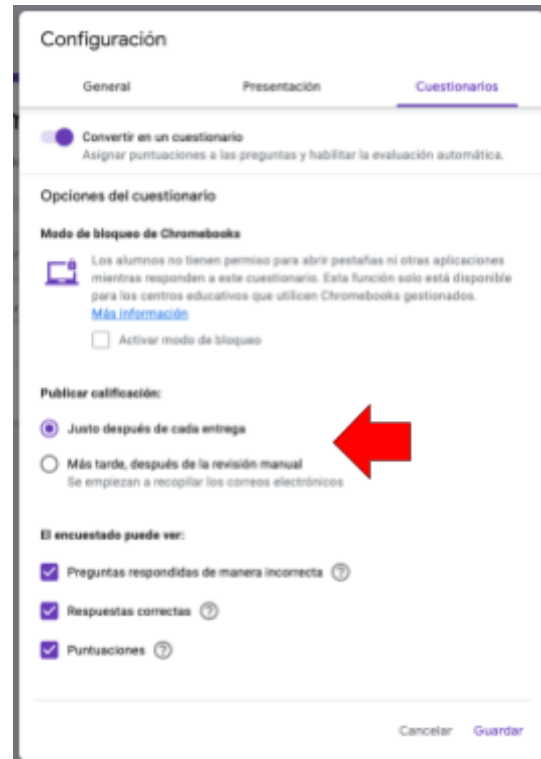 Configuración
General Presentación Cuestionarios
Convertir en un cuestionario
Asignar puntuaciones a las preguntas y habilitar la evaluación automática.
Opciones del cuestionario
Modo de bloqueo de Chromebooks
Los alumnos no tienen permiso para abrir pestañas ni otras aplicaciones
mientras responden a este cuestionario. Esta función solo está disponible
para los centros educativos que utilicen Chromebooks gestionados.
Más información
Activar modo de bloqueo
Publicar calificación:
Justo después de cada entrega
Más tarde, después de la revisión manual
Se empiezan a recopilar los correos electrónicos
El encuestado puede ver:
Preguntas respondidas de manera incorrecta ?
Respuestas correctas ?
Puntuaciones ?
Cancelar Guardar